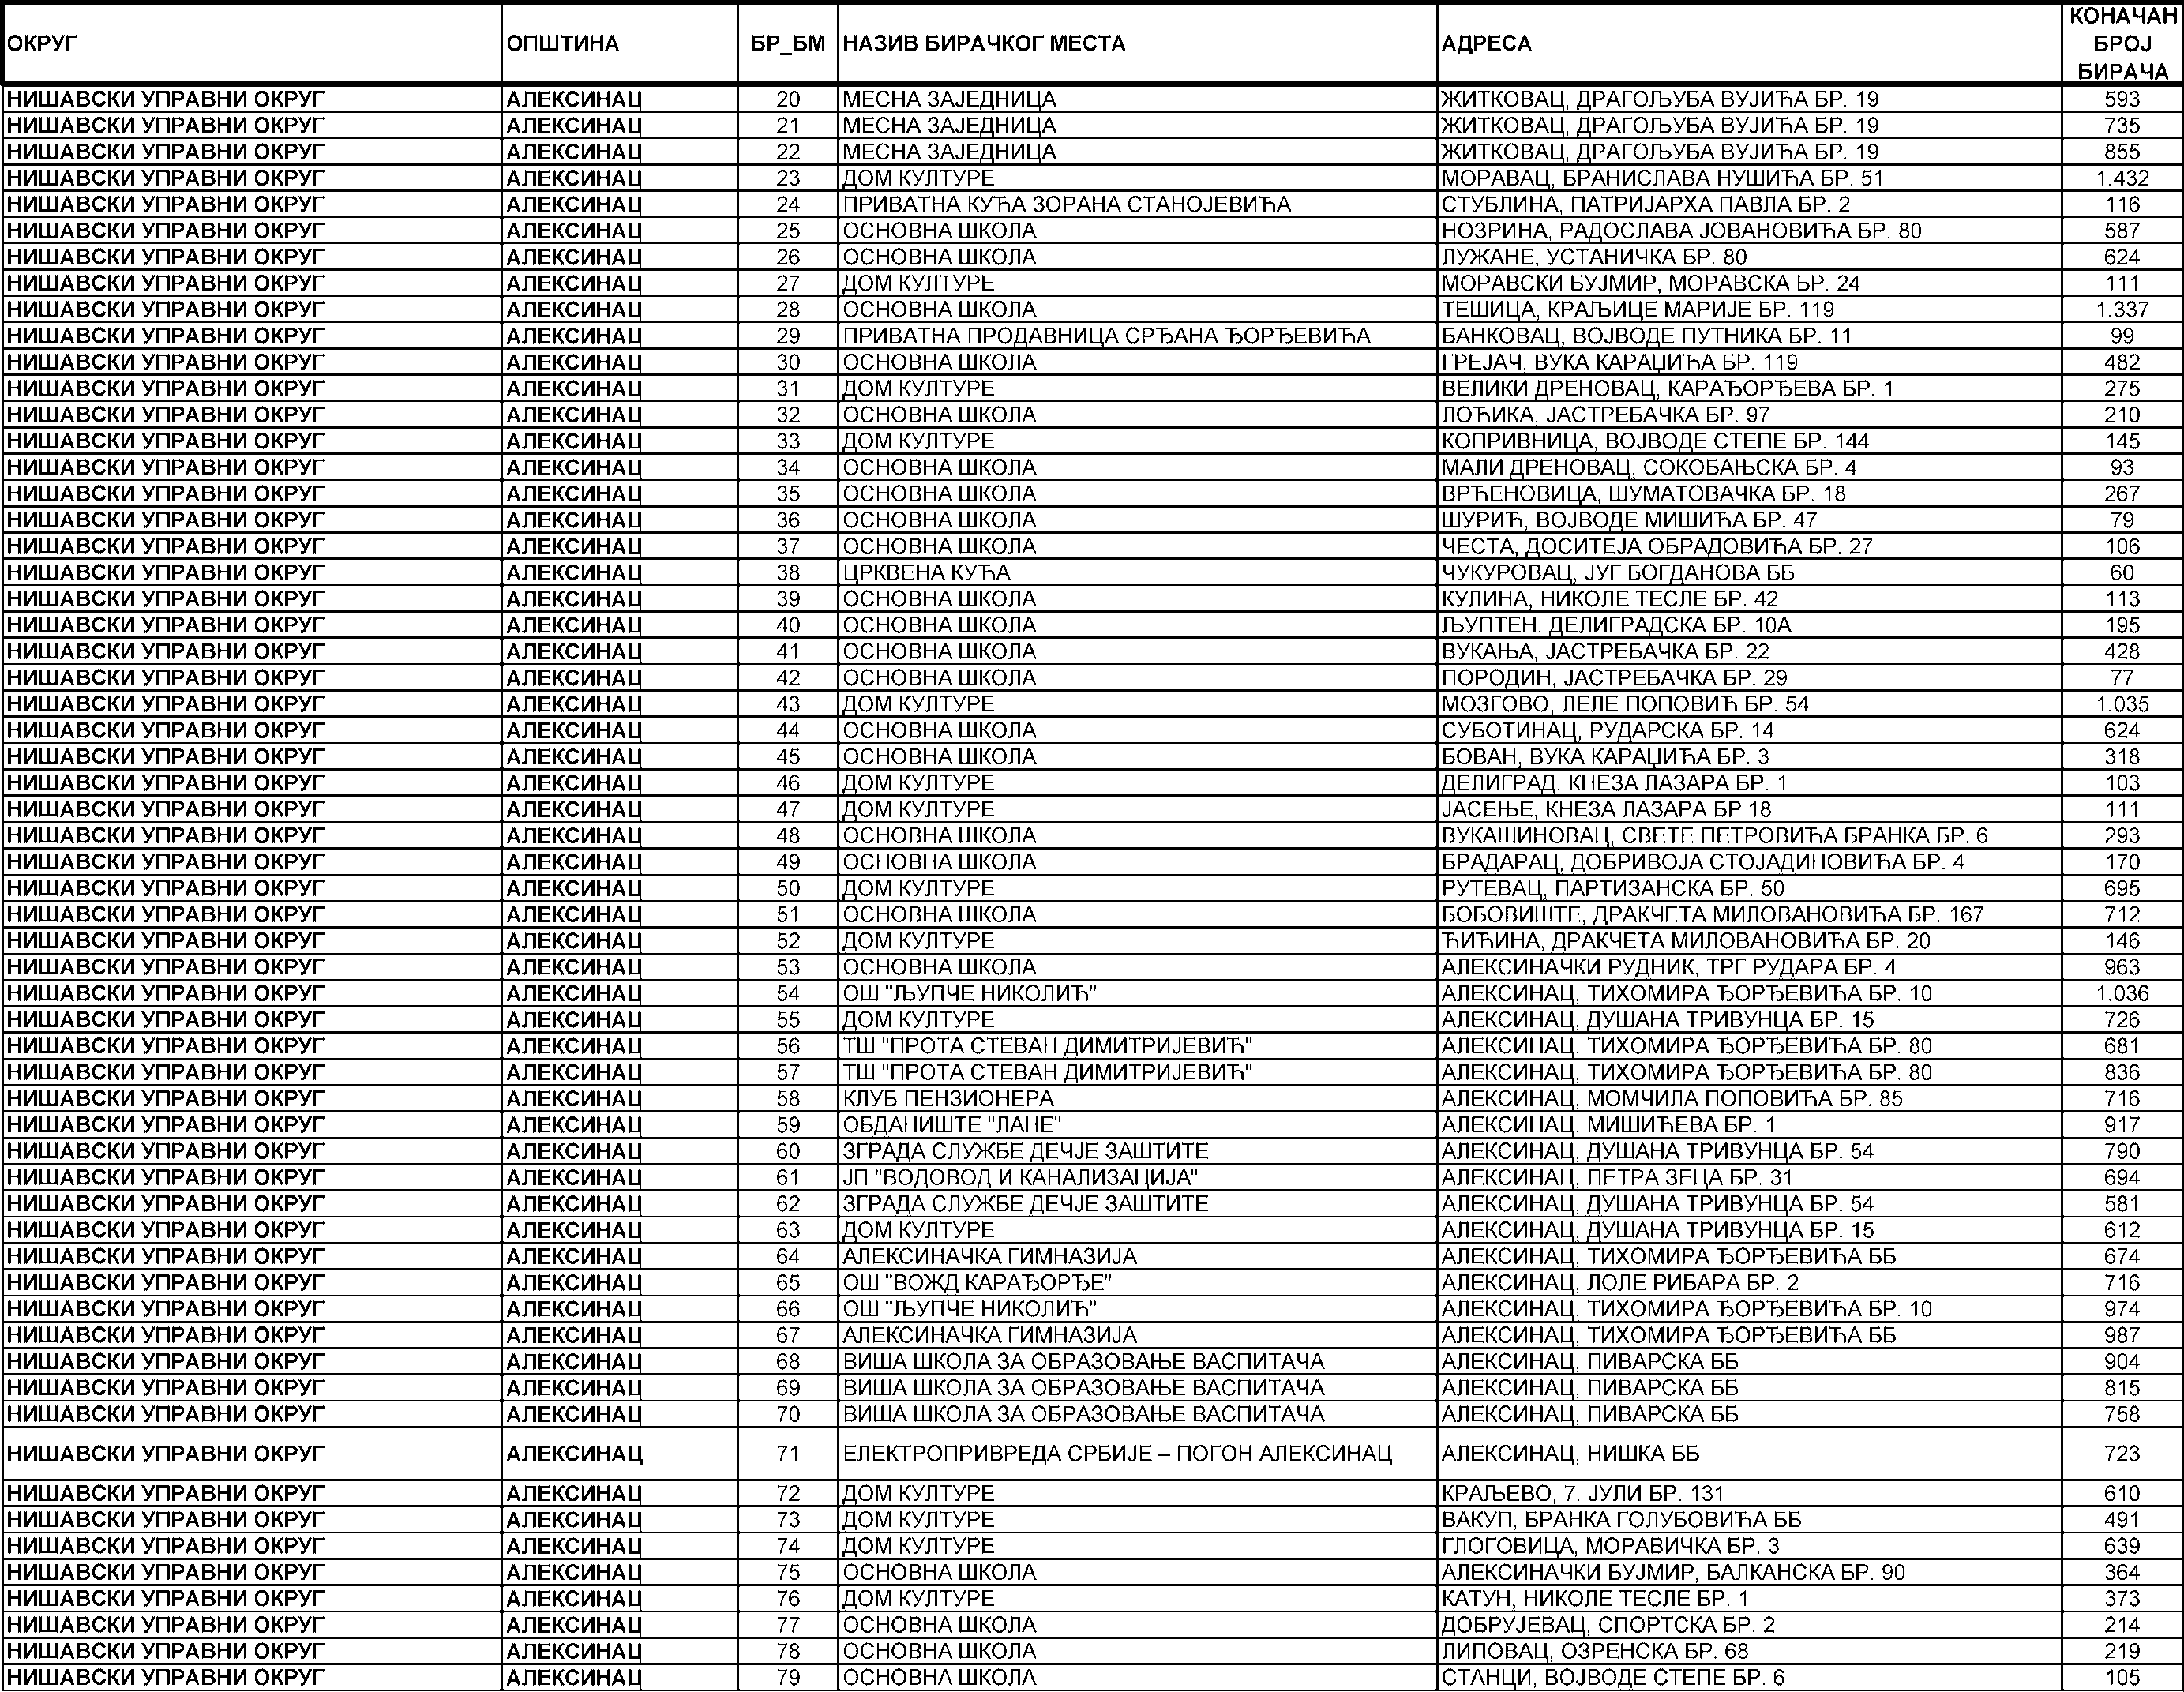 ОКРУГ ОПШТИНА БР_БМ НАЗИВ БИРАЧКОГ МЕСТА АДРЕСА КОНАЧАН БРОЈ БИРАЧА
НИШАВСКИ УПРАВНИ ОКРУГ АЛЕКСИНАЦ 20 МЕСНА ЗАЈЕДНИЦА ЖИТКОВАЦ, ДРАГОЉУБА ВУЈИЋА БР. 19 593
НИШАВСКИ УПРАВНИ ОКРУГ АЛЕКСИНАЦ 21 МЕСНА ЗАЈЕДНИЦА ЖИТКОВАЦ, ДРАГОЉУБА ВУЈИЋА БР. 19 735
НИШАВСКИ УПРАВНИ ОКРУГ АЛЕКСИНАЦ 22 МЕСНА ЗАЈЕДНИЦА ЖИТКОВАЦ, ДРАГОЉУБА ВУЈИЋА БР. 19 855
НИШАВСКИ УПРАВНИ ОКРУГ АЛЕКСИНАЦ 23 ДОМ КУЛТУРЕ МОРАВАЦ, БРАНИСЛАВА НУШИЋА БР. 51 1.432
НИШАВСКИ УПРАВНИ ОКРУГ АЛЕКСИНАЦ 24 ПРИВАТНА КУЋА ЗОРАНА СТАНОЈЕВИЋА СТУБЛИНА, ПАТРИЈАРХА ПАВЛА БР. 2 116
НИШАВСКИ УПРАВНИ ОКРУГ АЛЕКСИНАЦ 25 ОСНОВНА ШКОЛА НОЗРИНА, РАДОСЛАВА ЈОВАНОВИЋА БР. 80 587
НИШАВСКИ УПРАВНИ ОКРУГ АЛЕКСИНАЦ 26 ОСНОВНА ШКОЛА ЛУЖАНЕ, УСТАНИЧКА БР. 80 624
НИШАВСКИ УПРАВНИ ОКРУГ АЛЕКСИНАЦ 27 ДОМ КУЛТУРЕ МОРАВСКИ БУЈМИР, МОРАВСКА БР. 24 111
НИШАВСКИ УПРАВНИ ОКРУГ АЛЕКСИНАЦ 28 ОСНОВНА ШКОЛА ТЕШИЦА, КРАЉИЦЕ МАРИЈЕ БР. 119 1.337
НИШАВСКИ УПРАВНИ ОКРУГ АЛЕКСИНАЦ 29 ПРИВАТНА ПРОДАВНИЦА СРЂАНА ЂОРЂЕВИЋА БАНКОВАЦ, ВОЈВОДЕ ПУТНИКА БР. 11 99
НИШАВСКИ УПРАВНИ ОКРУГ АЛЕКСИНАЦ 30 ОСНОВНА ШКОЛА ГРЕЈАЧ, ВУКА КАРАЏИЋА БР. 119 482
НИШАВСКИ УПРАВНИ ОКРУГ АЛЕКСИНАЦ 31 ДОМ КУЛТУРЕ ВЕЛИКИ ДРЕНОВАЦ, КАРАЂОРЂЕВА БР. 1 275
НИШАВСКИ УПРАВНИ ОКРУГ АЛЕКСИНАЦ 32 ОСНОВНА ШКОЛА ЛОЋИКА, ЈАСТРЕБАЧКА БР. 97 210
НИШАВСКИ УПРАВНИ ОКРУГ АЛЕКСИНАЦ 33 ДОМ КУЛТУРЕ КОПРИВНИЦА, ВОЈВОДЕ СТЕПЕ БР. 144 145
НИШАВСКИ УПРАВНИ ОКРУГ АЛЕКСИНАЦ 34 ОСНОВНА ШКОЛА МАЛИ ДРЕНОВАЦ, СОКОБАЊСКА БР. 4 93
НИШАВСКИ УПРАВНИ ОКРУГ АЛЕКСИНАЦ 35 ОСНОВНА ШКОЛА ВРЋЕНОВИЦА, ШУМАТОВАЧКА БР. 18 267
НИШАВСКИ УПРАВНИ ОКРУГ АЛЕКСИНАЦ 36 ОСНОВНА ШКОЛА ШУРИЋ, ВОЈВОДЕ МИШИЋА БР. 47 79
НИШАВСКИ УПРАВНИ ОКРУГ АЛЕКСИНАЦ 37 ОСНОВНА ШКОЛА ЧЕСТА, ДОСИТЕЈА ОБРАДОВИЋА БР. 27 106
НИШАВСКИ УПРАВНИ ОКРУГ АЛЕКСИНАЦ 38 ЦРКВЕНА КУЋА ЧУКУРОВАЦ, ЈУГ БОГДАНОВА ББ 60
НИШАВСКИ УПРАВНИ ОКРУГ АЛЕКСИНАЦ 39 ОСНОВНА ШКОЛА КУЛИНА, НИКОЛЕ ТЕСЛЕ БР. 42 113
НИШАВСКИ УПРАВНИ ОКРУГ АЛЕКСИНАЦ 40 ОСНОВНА ШКОЛА ЉУПТЕН, ДЕЛИГРАДСКА БР. 10А 195
НИШАВСКИ УПРАВНИ ОКРУГ АЛЕКСИНАЦ 41 ОСНОВНА ШКОЛА ВУКАЊА, ЈАСТРЕБАЧКА БР. 22 428
НИШАВСКИ УПРАВНИ ОКРУГ АЛЕКСИНАЦ 42 ОСНОВНА ШКОЛА ПОРОДИН, ЈАСТРЕБАЧКА БР. 29 77
НИШАВСКИ УПРАВНИ ОКРУГ АЛЕКСИНАЦ 43 ДОМ КУЛТУРЕ МОЗГОВО, ЛЕЛЕ ПОПОВИЋ БР. 54 1.035
НИШАВСКИ УПРАВНИ ОКРУГ АЛЕКСИНАЦ 44 ОСНОВНА ШКОЛА СУБОТИНАЦ, РУДАРСКА БР. 14 624
НИШАВСКИ УПРАВНИ ОКРУГ АЛЕКСИНАЦ 45 ОСНОВНА ШКОЛА БОВАН, ВУКА КАРАЏИЋА БР. 3 318
НИШАВСКИ УПРАВНИ ОКРУГ АЛЕКСИНАЦ 46 ДОМ КУЛТУРЕ ДЕЛИГРАД, КНЕЗА ЛАЗАРА БР. 1 103
НИШАВСКИ УПРАВНИ ОКРУГ АЛЕКСИНАЦ 47 ДОМ КУЛТУРЕ ЈАСЕЊЕ, КНЕЗА ЛАЗАРА БР 18 111
НИШАВСКИ УПРАВНИ ОКРУГ АЛЕКСИНАЦ 48 ОСНОВНА ШКОЛА ВУКАШИНОВАЦ, СВЕТЕ ПЕТРОВИЋА БРАНКА БР. 6 293
НИШАВСКИ УПРАВНИ ОКРУГ АЛЕКСИНАЦ 49 ОСНОВНА ШКОЛА БРАДАРАЦ, ДОБРИВОЈА СТОЈАДИНОВИЋА БР. 4 170
НИШАВСКИ УПРАВНИ ОКРУГ АЛЕКСИНАЦ 50 ДОМ КУЛТУРЕ РУТЕВАЦ, ПАРТИЗАНСКА БР. 50 695
НИШАВСКИ УПРАВНИ ОКРУГ АЛЕКСИНАЦ 51 ОСНОВНА ШКОЛА БОБОВИШТЕ, ДРАКЧЕТА МИЛОВАНОВИЋА БР. 167 712
НИШАВСКИ УПРАВНИ ОКРУГ АЛЕКСИНАЦ 52 ДОМ КУЛТУРЕ ЋИЋИНА, ДРАКЧЕТА МИЛОВАНОВИЋА БР. 20 146
НИШАВСКИ УПРАВНИ ОКРУГ АЛЕКСИНАЦ 53 ОСНОВНА ШКОЛА АЛЕКСИНАЧКИ РУДНИК, ТРГ РУДАРА БР. 4 963
НИШАВСКИ УПРАВНИ ОКРУГ АЛЕКСИНАЦ 54 ОШ "ЉУПЧЕ НИКОЛИЋ" АЛЕКСИНАЦ, ТИХОМИРА ЂОРЂЕВИЋА БР. 10 1.036
НИШАВСКИ УПРАВНИ ОКРУГ АЛЕКСИНАЦ 55 ДОМ КУЛТУРЕ АЛЕКСИНАЦ, ДУШАНА ТРИВУНЦА БР. 15 726
НИШАВСКИ УПРАВНИ ОКРУГ АЛЕКСИНАЦ 56 ТШ "ПРОТА СТЕВАН ДИМИТРИЈЕВИЋ" АЛЕКСИНАЦ, ТИХОМИРА ЂОРЂЕВИЋА БР. 80 681
НИШАВСКИ УПРАВНИ ОКРУГ АЛЕКСИНАЦ 57 ТШ "ПРОТА СТЕВАН ДИМИТРИЈЕВИЋ" АЛЕКСИНАЦ, ТИХОМИРА ЂОРЂЕВИЋА БР. 80 836
НИШАВСКИ УПРАВНИ ОКРУГ АЛЕКСИНАЦ 58 КЛУБ ПЕНЗИОНЕРА АЛЕКСИНАЦ, МОМЧИЛА ПОПОВИЋА БР. 85 716
НИШАВСКИ УПРАВНИ ОКРУГ АЛЕКСИНАЦ 59 ОБДАНИШТЕ "ЛАНЕ" АЛЕКСИНАЦ, МИШИЋЕВА БР. 1 917
НИШАВСКИ УПРАВНИ ОКРУГ АЛЕКСИНАЦ 60 ЗГРАДА СЛУЖБЕ ДЕЧЈЕ ЗАШТИТЕ АЛЕКСИНАЦ, ДУШАНА ТРИВУНЦА БР. 54 790
НИШАВСКИ УПРАВНИ ОКРУГ АЛЕКСИНАЦ 61 ЈП "ВОДОВОД И КАНАЛИЗАЦИЈА" АЛЕКСИНАЦ, ПЕТРА ЗЕЦА БР. 31 694
НИШАВСКИ УПРАВНИ ОКРУГ АЛЕКСИНАЦ 62 ЗГРАДА СЛУЖБЕ ДЕЧЈЕ ЗАШТИТЕ АЛЕКСИНАЦ, ДУШАНА ТРИВУНЦА БР. 54 581
НИШАВСКИ УПРАВНИ ОКРУГ АЛЕКСИНАЦ 63 ДОМ КУЛТУРЕ АЛЕКСИНАЦ, ДУШАНА ТРИВУНЦА БР. 15 612
НИШАВСКИ УПРАВНИ ОКРУГ АЛЕКСИНАЦ 64 АЛЕКСИНАЧКА ГИМНАЗИЈА АЛЕКСИНАЦ, ТИХОМИРА ЂОРЂЕВИЋА ББ 674
НИШАВСКИ УПРАВНИ ОКРУГ АЛЕКСИНАЦ 65 ОШ "ВОЖД КАРАЂОРЂЕ" АЛЕКСИНАЦ, ЛОЛЕ РИБАРА БР. 2 716
НИШАВСКИ УПРАВНИ ОКРУГ АЛЕКСИНАЦ 66 ОШ "ЉУПЧЕ НИКОЛИЋ" АЛЕКСИНАЦ, ТИХОМИРА ЂОРЂЕВИЋА БР. 10 974
НИШАВСКИ УПРАВНИ ОКРУГ АЛЕКСИНАЦ 67 АЛЕКСИНАЧКА ГИМНАЗИЈА АЛЕКСИНАЦ, ТИХОМИРА ЂОРЂЕВИЋА ББ 987
НИШАВСКИ УПРАВНИ ОКРУГ АЛЕКСИНАЦ 68 ВИША ШКОЛА ЗА ОБРАЗОВАЊЕ ВАСПИТАЧА АЛЕКСИНАЦ, ПИВАРСКА ББ 904
НИШАВСКИ УПРАВНИ ОКРУГ АЛЕКСИНАЦ 69 ВИША ШКОЛА ЗА ОБРАЗОВАЊЕ ВАСПИТАЧА АЛЕКСИНАЦ, ПИВАРСКА ББ 815
НИШАВСКИ УПРАВНИ ОКРУГ АЛЕКСИНАЦ 70 ВИША ШКОЛА ЗА ОБРАЗОВАЊЕ ВАСПИТАЧА АЛЕКСИНАЦ, ПИВАРСКА ББ 758
НИШАВСКИ УПРАВНИ ОКРУГ АЛЕКСИНАЦ 71 ЕЛЕКТРОПРИВРЕДА СРБИЈЕ – ПОГОН АЛЕКСИНАЦ АЛЕКСИНАЦ, НИШКА ББ 723
НИШАВСКИ УПРАВНИ ОКРУГ АЛЕКСИНАЦ 72 ДОМ КУЛТУРЕ КРАЉЕВО, 7. ЈУЛИ БР. 131 610
НИШАВСКИ УПРАВНИ ОКРУГ АЛЕКСИНАЦ 73 ДОМ КУЛТУРЕ ВАКУП, БРАНКА ГОЛУБОВИЋА ББ 491
НИШАВСКИ УПРАВНИ ОКРУГ АЛЕКСИНАЦ 74 ДОМ КУЛТУРЕ ГЛОГОВИЦА, МОРАВИЧКА БР. 3 639
НИШАВСКИ УПРАВНИ ОКРУГ АЛЕКСИНАЦ 75 ОСНОВНА ШКОЛА АЛЕКСИНАЧКИ БУЈМИР, БАЛКАНСКА БР. 90 364
НИШАВСКИ УПРАВНИ ОКРУГ АЛЕКСИНАЦ 76 ДОМ КУЛТУРЕ КАТУН, НИКОЛЕ ТЕСЛЕ БР. 1 373
НИШАВСКИ УПРАВНИ ОКРУГ АЛЕКСИНАЦ 77 ОСНОВНА ШКОЛА ДОБРУЈЕВАЦ, СПОРТСКА БР. 2 214
НИШАВСКИ УПРАВНИ ОКРУГ АЛЕКСИНАЦ 78 ОСНОВНА ШКОЛА ЛИПОВАЦ, ОЗРЕНСКА БР. 68 219
НИШАВСКИ УПРАВНИ ОКРУГ АЛЕКСИНАЦ 79 ОСНОВНА ШКОЛА СТАНЦИ, ВОЈВОДЕ СТЕПЕ БР. 6 105